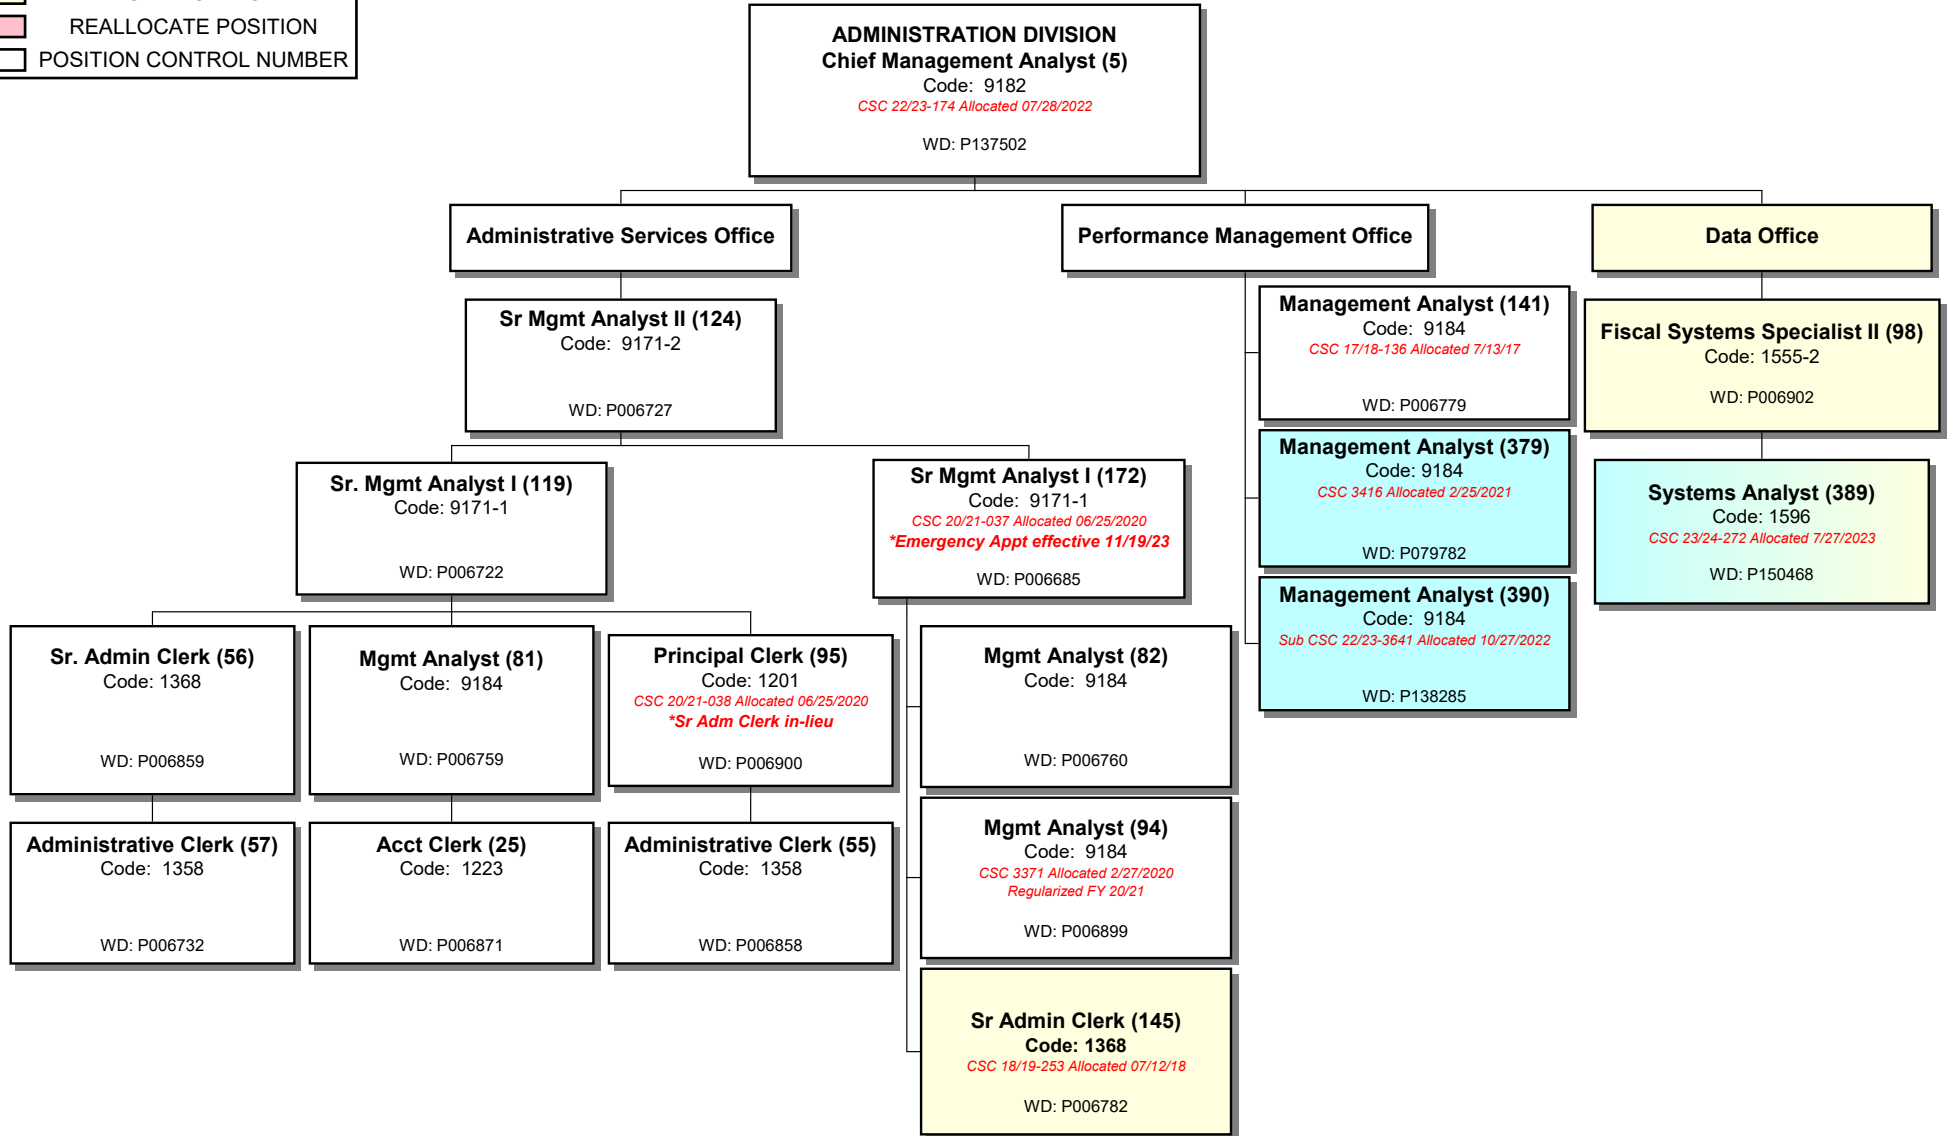 REALLOCATE POSITION
POSITION CONTROL NUMBER
ADMINISTRATION DIVISION
Chief Management Analyst (5)
Code:  9182
CSC 22/23-174 Allocated 07/28/2022
WD: P137502
Administrative Services Office
Performance Management Office
Data Office
Sr Mgmt Analyst II (124)
Code:  9171-2
WD: P006727
Management Analyst (141)
Code:  9184
CSC 17/18-136 Allocated 7/13/17
WD: P006779
Fiscal Systems Specialist II (98)
Code: 1555-2
WD: P006902
Sr. Mgmt Analyst I (119)
Code: 9171-1
WD: P006722
Sr Mgmt Analyst I (172)
Code:  9171-1
CSC 20/21-037 Allocated 06/25/2020
*Emergency Appt effective 11/19/23
WD: P006685
Management Analyst (379)
Code:  9184
CSC 3416 Allocated 2/25/2021
WD: P079782
Systems Analyst (389)
Code: 1596
CSC 23/24-272 Allocated 7/27/2023
WD: P150468
Management Analyst (390)
Code:  9184
Sub CSC 22/23-3641 Allocated 10/27/2022
WD: P138285
Sr. Admin Clerk (56)
Code: 1368
WD: P006859
Mgmt Analyst (81)
Code:  9184
WD: P006759
Principal Clerk (95)
Code: 1201
CSC 20/21-038 Allocated 06/25/2020
*Sr Adm Clerk in-lieu
WD: P006900
Mgmt Analyst (82)
Code:  9184
WD: P006760
Administrative Clerk (57)
Code:  1358
WD: P006732
Acct Clerk (25)
Code:  1223
WD: P006871
Administrative Clerk (55)
Code:  1358
WD: P006858
Mgmt Analyst (94)
Code:  9184
CSC 3371 Allocated 2/27/2020
Regularized FY 20/21
WD: P006899
Sr Admin Clerk (145)
Code: 1368
CSC 18/19-253 Allocated 07/12/18
WD: P006782